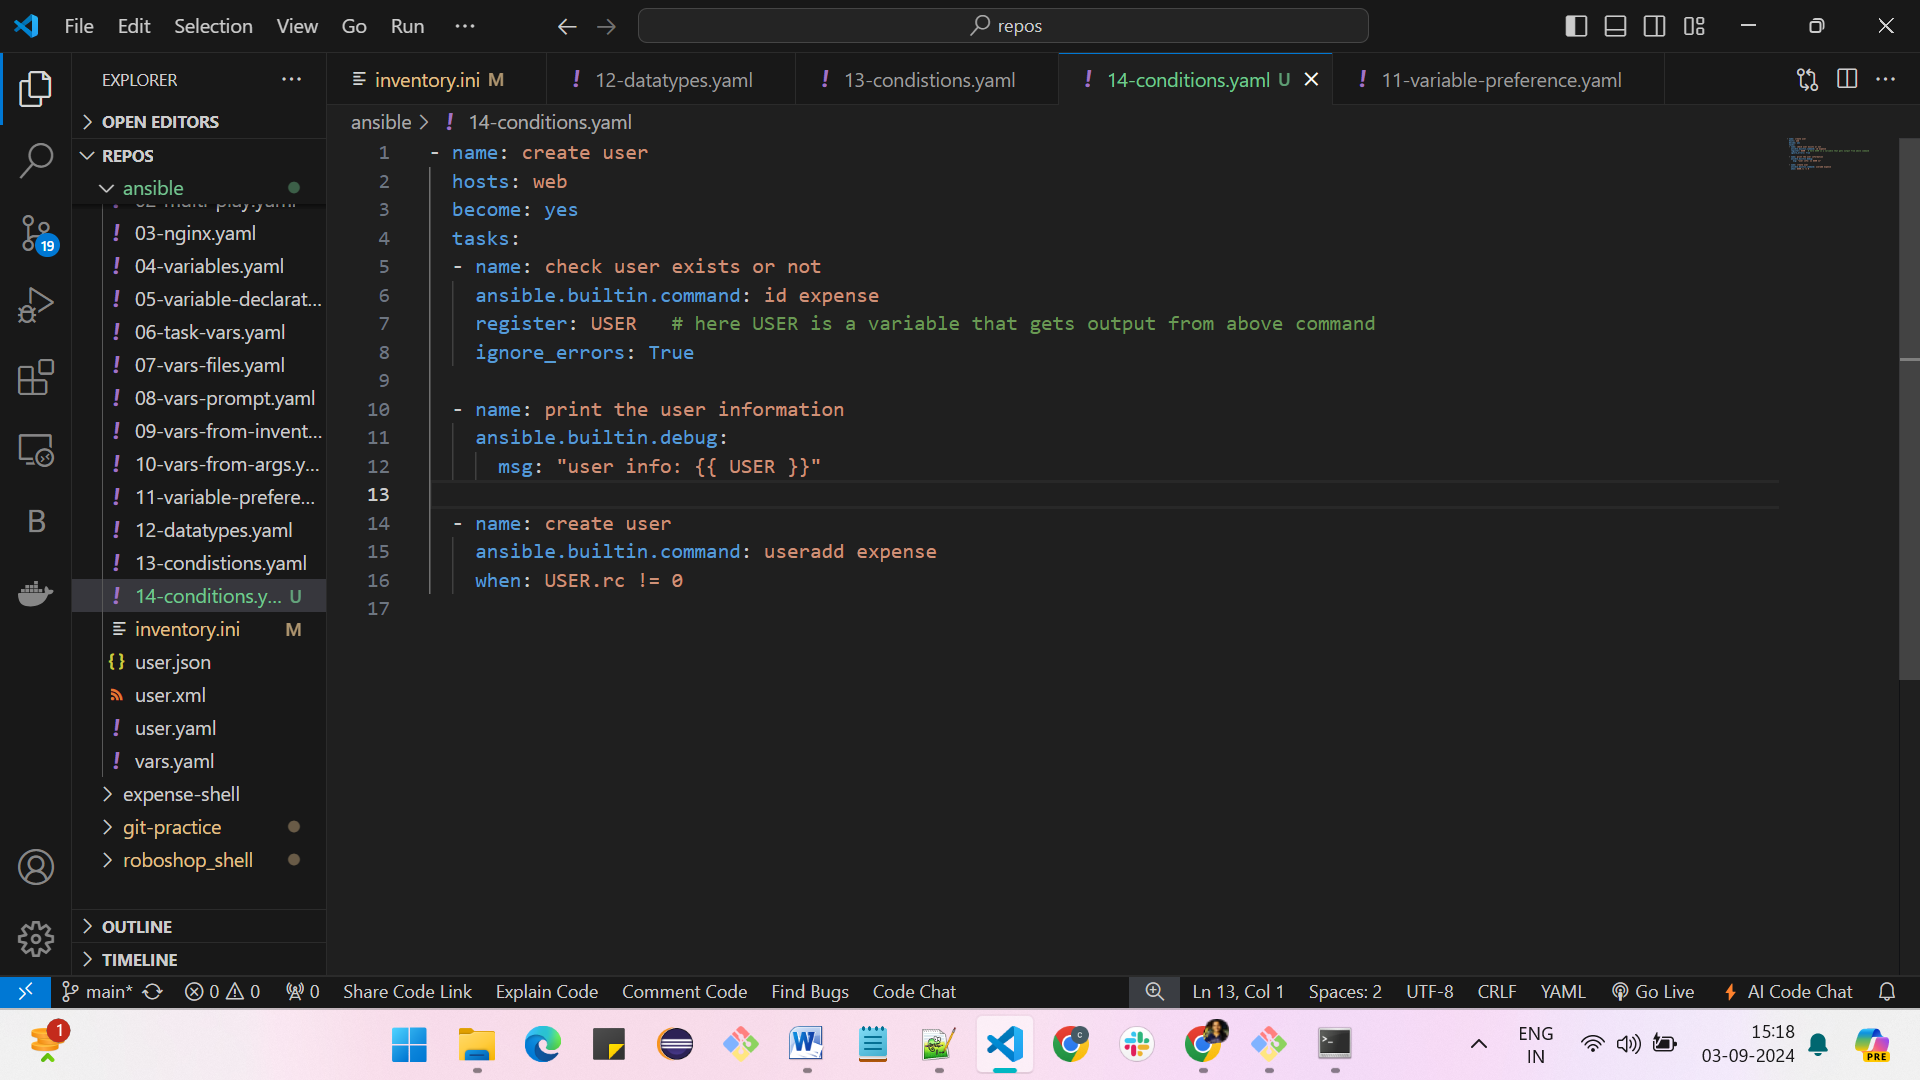 File Edit Selection View Go Run ···
repos
EXPLORER ···
inventory.ini M
12-datatypes.yaml
13-condistions.yaml
14-conditions.yaml U
11-variable-preference.yaml
OPEN EDITORS
REPOS
ansible
02-multi-play.yaml
03-nginx.yaml
04-variables.yaml
05-variable-declarat...
06-task-vars.yaml
07-vars-files.yaml
08-vars-prompt.yaml
09-vars-from-invent...
10-vars-from-args.y...
11-variable-prefere...
12-datatypes.yaml
13-condistions.yaml
14-conditions.y... U
inventory.ini M
user.json
user.xml
user.yaml
vars.yaml
expense-shell
git-practice
roboshop_shell
OUTLINE
TIMELINE
19
B
ansible > ! 14-conditions.yaml
1 - name: create user
2 hosts: web
3 become: yes
4 tasks:
5 - name: check user exists or not
6 ansible.builtin.command: id expense
7 register: USER # here USER is a variable that gets output from above command
8 ignore_errors: True
9
10 - name: print the user information
11 ansible.builtin.debug:
12 msg: "user info: {{ USER }}"
13
14 - name: create user
15 ansible.builtin.command: useradd expense
16 when: USER.rc != 0
17
main* 0 0 0 Share Code Link Explain Code Comment Code Find Bugs Code Chat
Ln 13, Col 1 Spaces: 2 UTF-8 CRLF YAML Go Live AI Code Chat
1
W
C
ENG
IN
15:18
03-09-2024
PRE